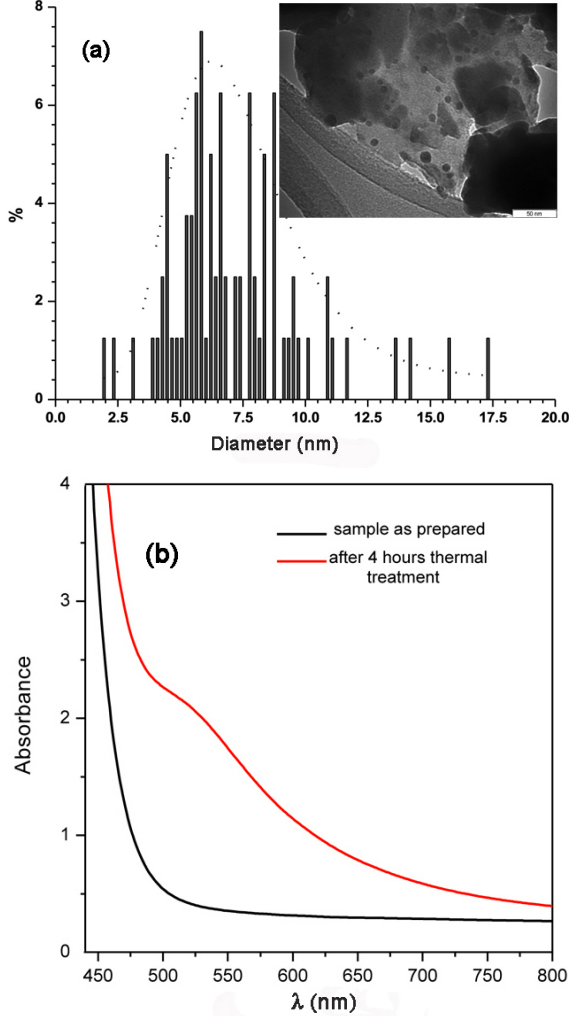 (a)
8
6
4
2
0
%
50 nm
0.0 2.5 5.0 7.5 10.0 12.5 15.0 17.5 20.0
Diameter (nm)
(b)
sample as prepared
after 4 hours thermal
treatment
4
3
2
1
0
Absorbance
450 500 550 600 650 700 750 800
λ (nm)